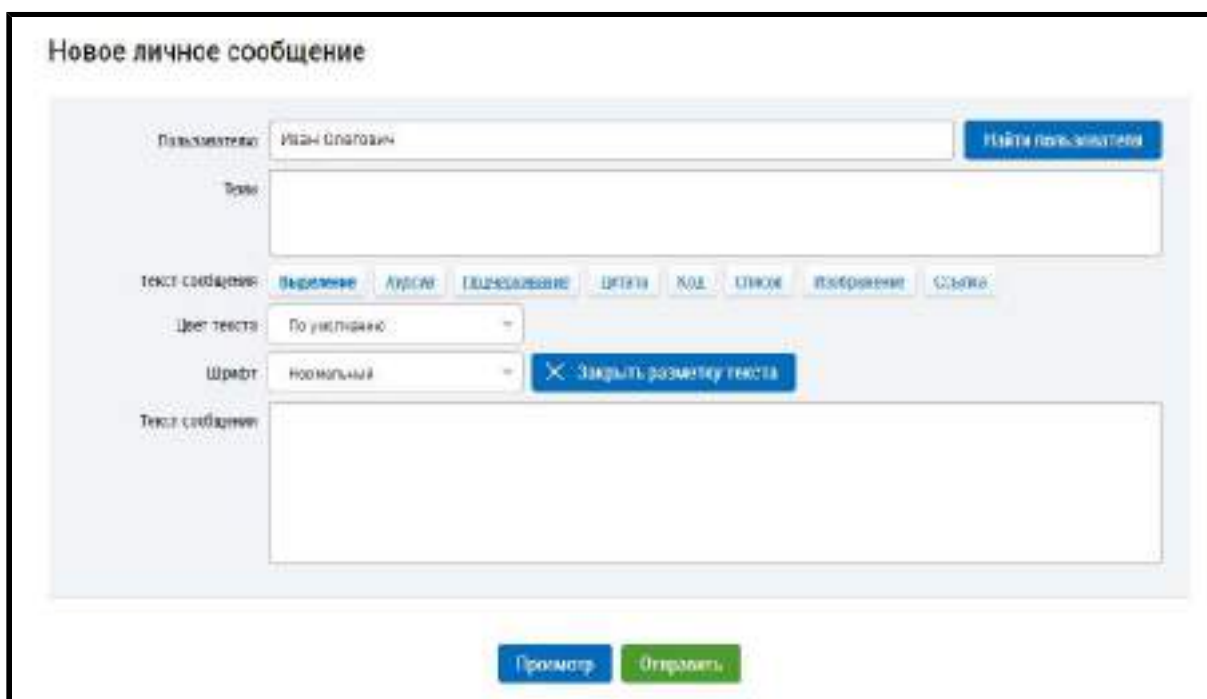 Новое личное сообщение
Пользователю Иван Олегович Найти пользователя
Тема
Текст сообщения Выделение Курсив Подчеркивание Цитата Код Список Изображение Ссылка
Цвет текста По умолчанию
Шрифт Нормальный Закрыть разметку текста
Текст сообщения
Просмотр Отправить